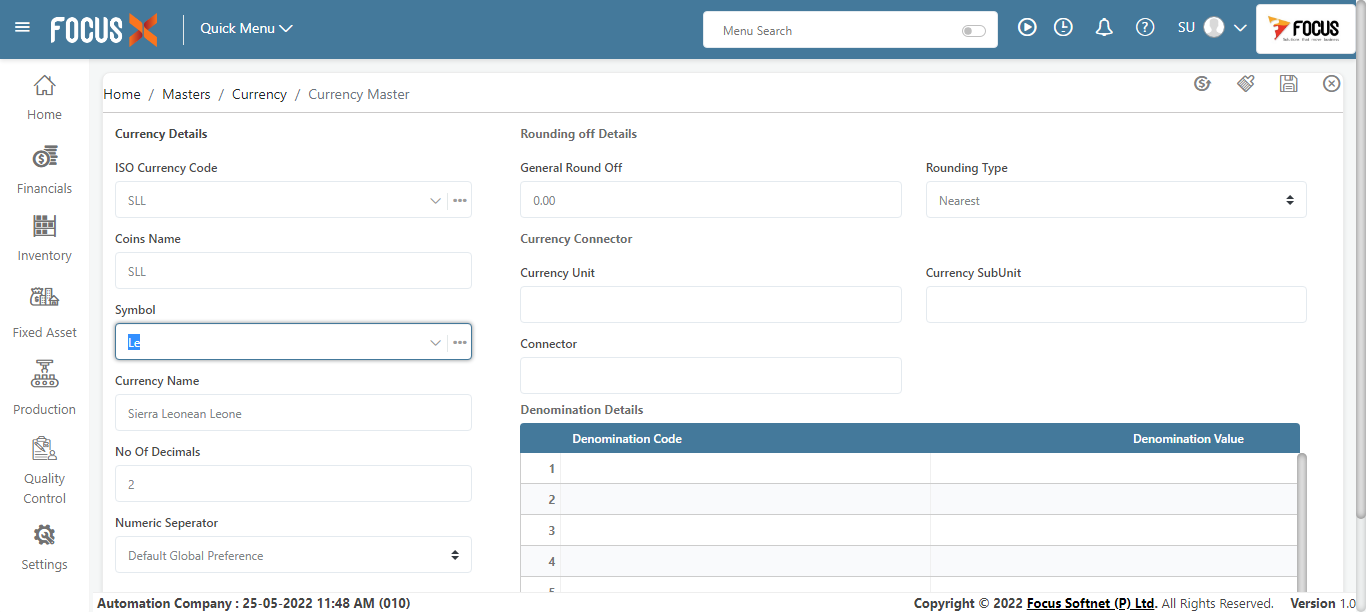 FOCUS X
Quick Menu
Menu Search
SU
FOCUS
Home
Financials
Inventory
Fixed Asset
Production
Quality
Control
Settings
Home / Masters / Currency / Currency Master
Currency Details
ISO Currency Code
SLL
Coins Name
SLL
Symbol
Le
Currency Name
Sierra Leonean Leone
No Of Decimals
2
Numeric Seperator
Default Global Preference
Rounding off Details
General Round Off
0.00
Rounding Type
Nearest
Currency Connector
Currency Unit
Currency SubUnit
Connector
Denomination Details
Denomination Code Denomination Value
1
2
3
4
5
Automation Company : 25-05-2022 11:48 AM (010)
Copyright © 2022 Focus Softnet (P) Ltd. All Rights Reserved. Version 1.0